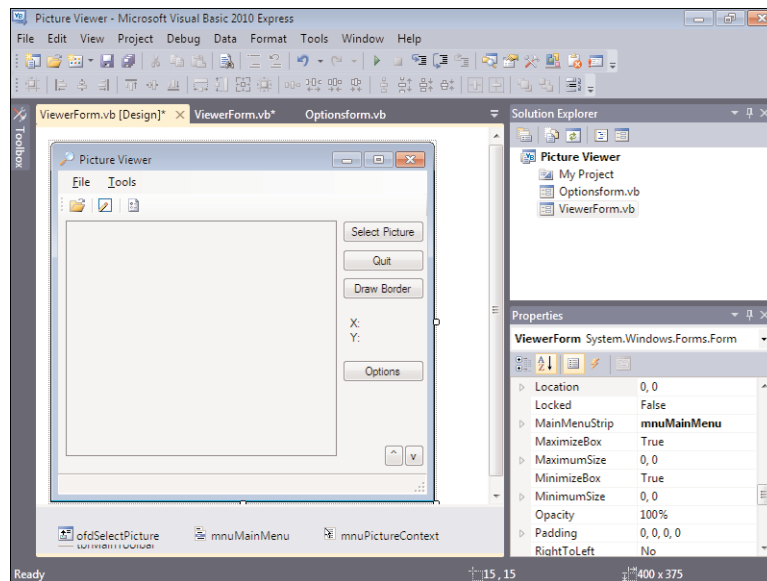 Picture Viewer - Microsoft Visual Basic 2010 Express
File Edit View Project Debug Data Format Tools Window Help
Toolbox
ViewerForm.vb [Design]* ViewerForm.vb* Optionsform.vb
Picture Viewer
File Tools
Select Picture
Quit
Draw Border
X:
Y:
Options
^ v
ofdSelectPicture mnuMainMenu mnuPictureContext
Solution Explorer
Picture Viewer
My Project
Optionsform.vb
ViewerForm.vb
Properties
ViewerForm System.Windows.Forms.Form
Location 0, 0
Locked False
MainMenuStrip mnuMainMenu
MaximizeBox True
MaximumSize 0, 0
MinimizeBox True
MinimumSize 0, 0
Opacity 100%
Padding 0, 0, 0, 0
RightToLeft No
Ready 15 , 15 400 x 375